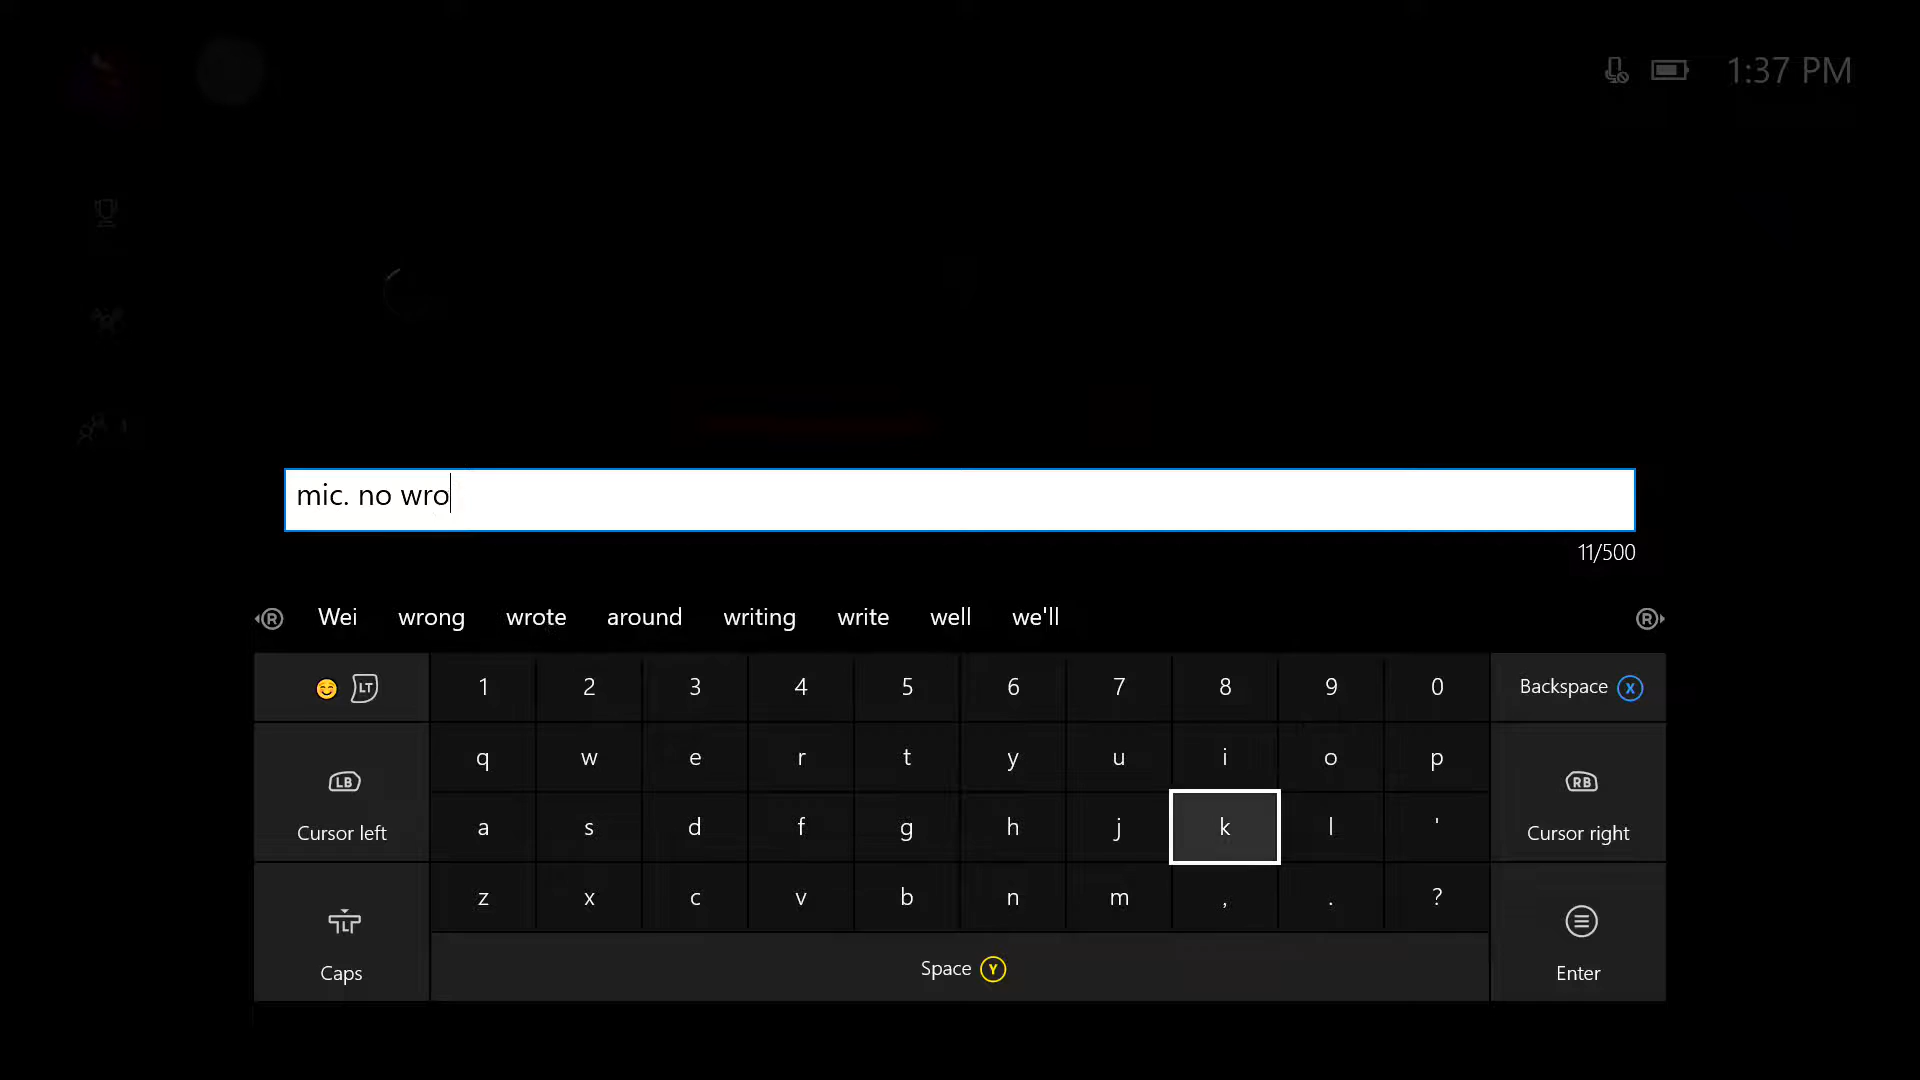 1:37 PM
mic. no wro
11/500
R Wei wrong wrote around writing write well we'll R
LT 1 2 3 4 5 6 7 8 9 0 Backspace X
q w e r t y u i o p
LB Cursor left a s d f g h j k l ' RB Cursor right
z x c v b n m , . ?
LT Caps Space Y Enter